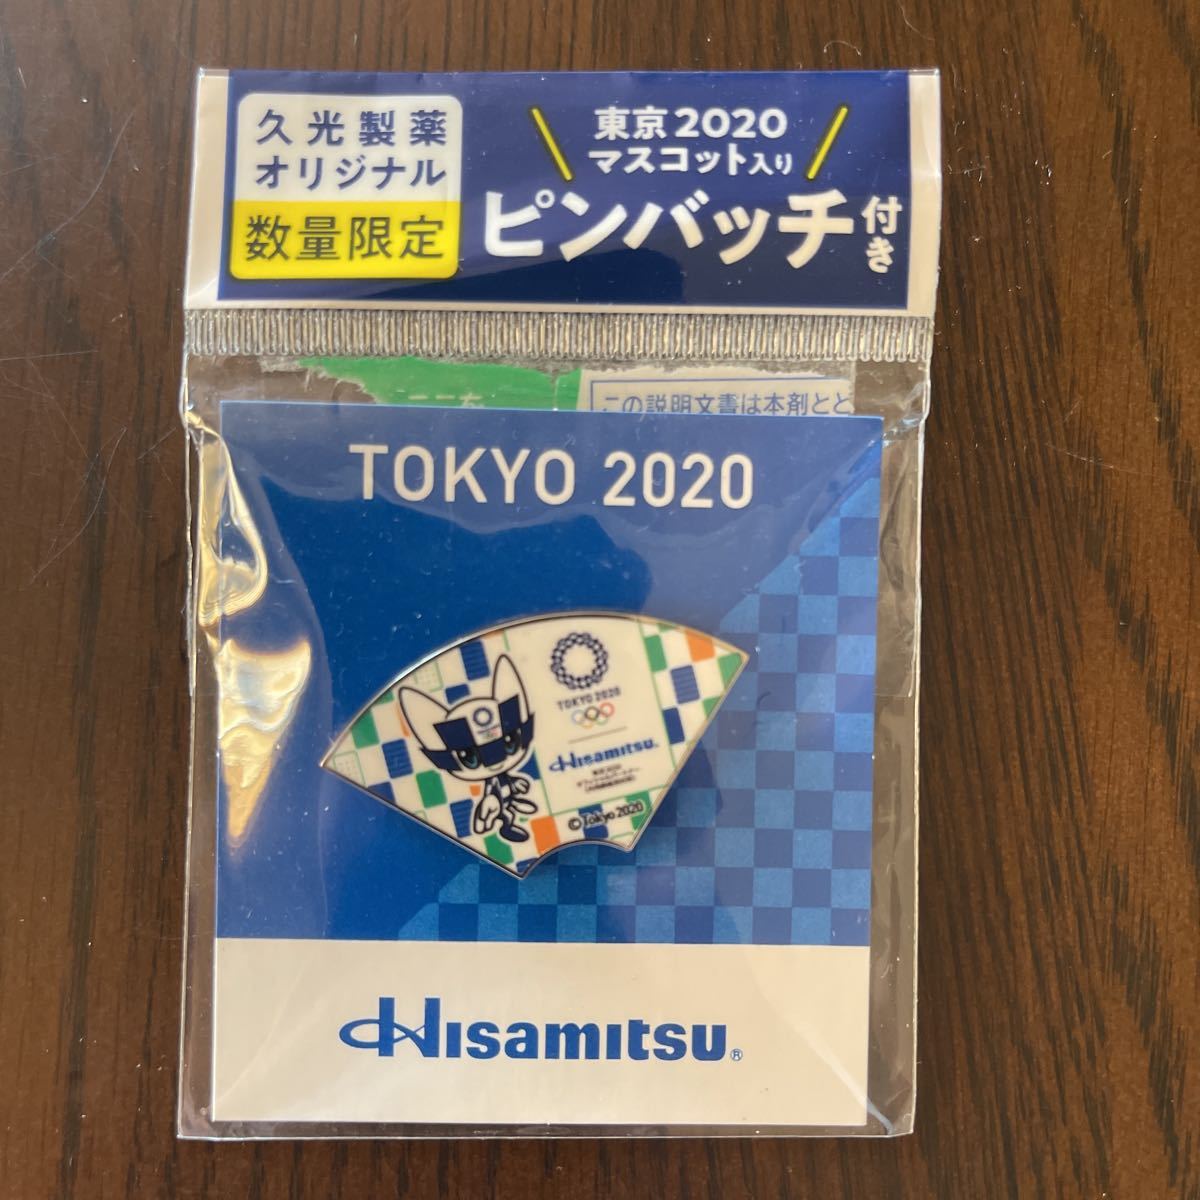 久光製薬
オリジナル
数量限定
東京2020
マスコット入り
ピンバッチ付き
この説明文書は本剤とと
TOKYO 2020
TOKYO 2020
Hisamitsu.
©Tokyo 2020
Hisamitsu®